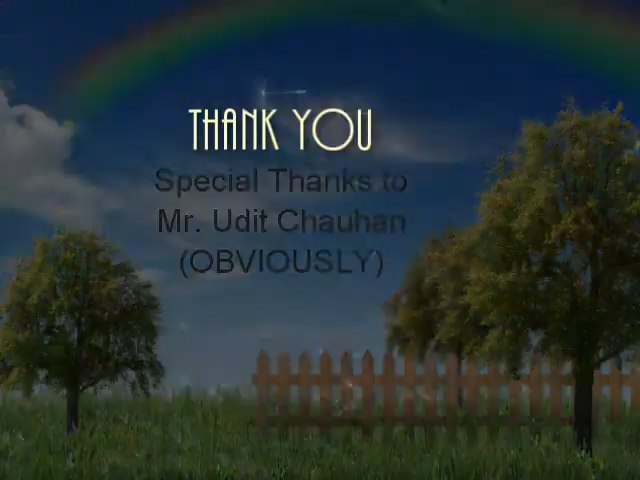 THANK YOU
Special Thanks to
Mr. Udit Chauhan
(OBVIOUSLY)